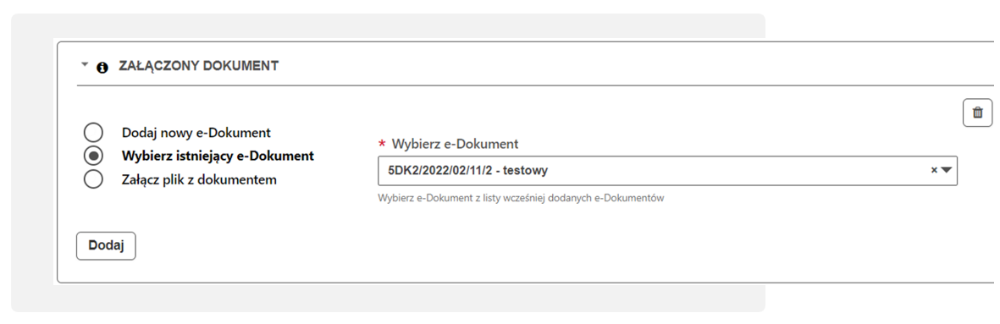 ZAŁĄCZONY DOKUMENT
Dodaj nowy e-Dokument
Wybierz istniejący e-Dokument
Załącz plik z dokumentem
* Wybierz e-Dokument
5DK2/2022/02/11/2 - testowy
Wybierz e-Dokument z listy wcześniej dodanych e-Dokumentów
Dodaj